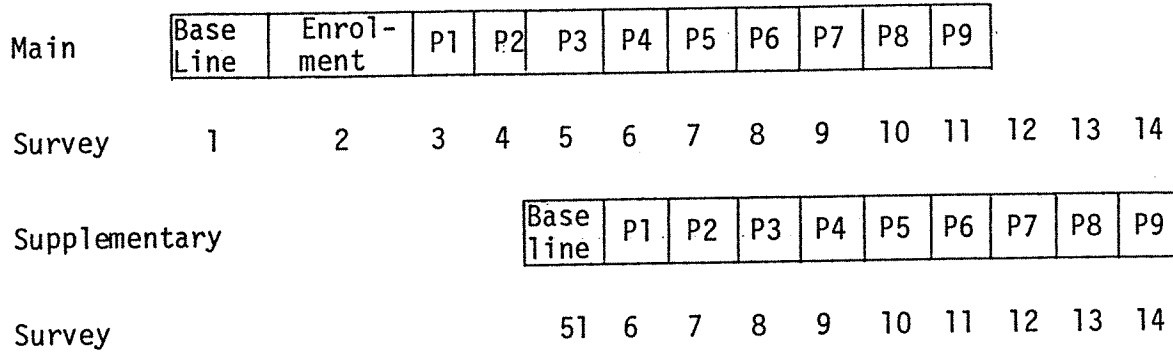 Main Base Enrol- P1 P2 P3 P4 P5 P6 P7 P8 P9
Line ment
Survey 1 2 3 4 5 6 7 8 9 10 11 12 13 14
Supplementary Base P1 P2 P3 P4 P5 P6 P7 P8 P9
line
Survey 51 6 7 8 9 10 11 12 13 14